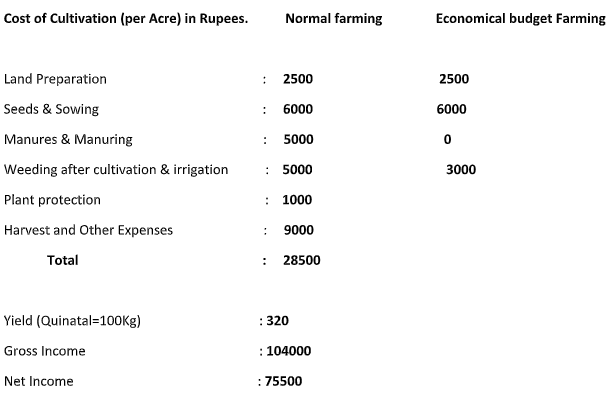 Cost of Cultivation (per Acre) in Rupees. Normal farming Economical budget Farming
Land Preparation : 2500 2500
Seeds & Sowing : 6000 6000
Manures & Manuring : 5000 0
Weeding after cultivation & irrigation : 5000 3000
Plant protection : 1000
Harvest and Other Expenses : 9000
Total : 28500
Yield (Quinatal=100Kg) : 320
Gross Income : 104000
Net Income : 75500